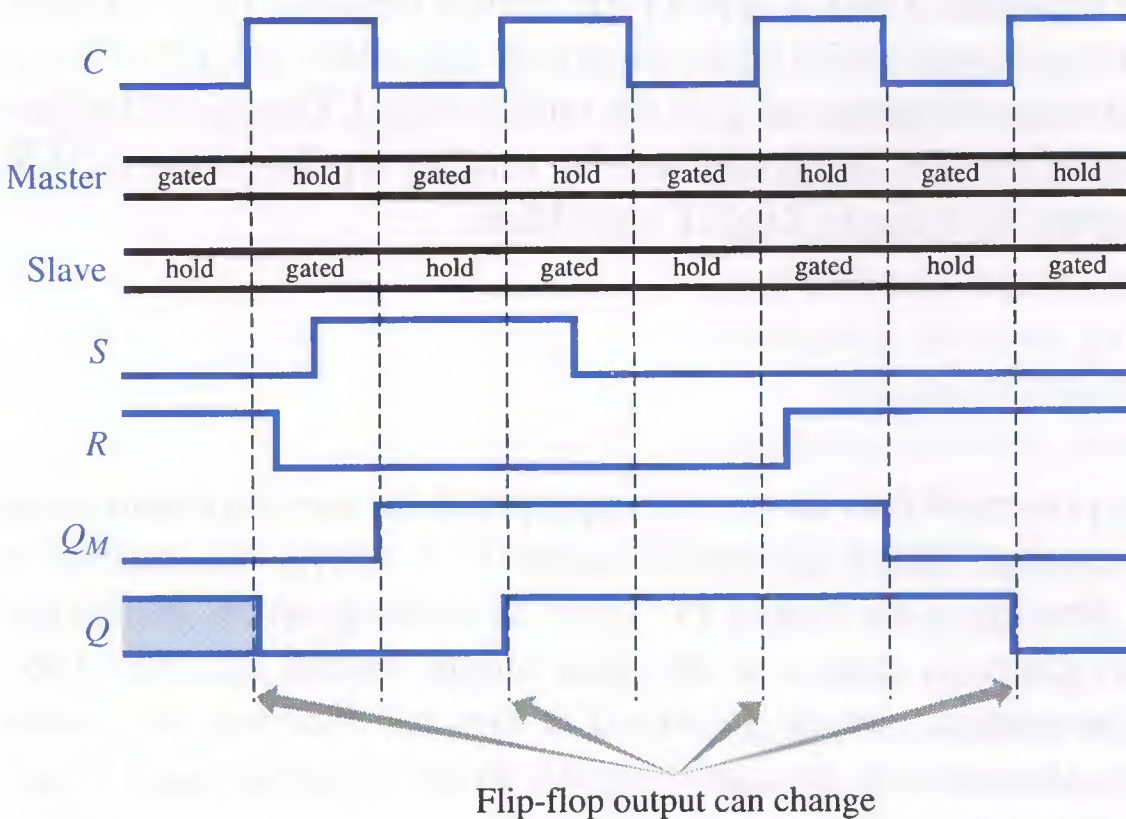 C
Master gated hold gated hold gated hold gated hold
Slave hold gated hold gated hold gated hold gated
S
R
QM
Q
Flip-flop output can change